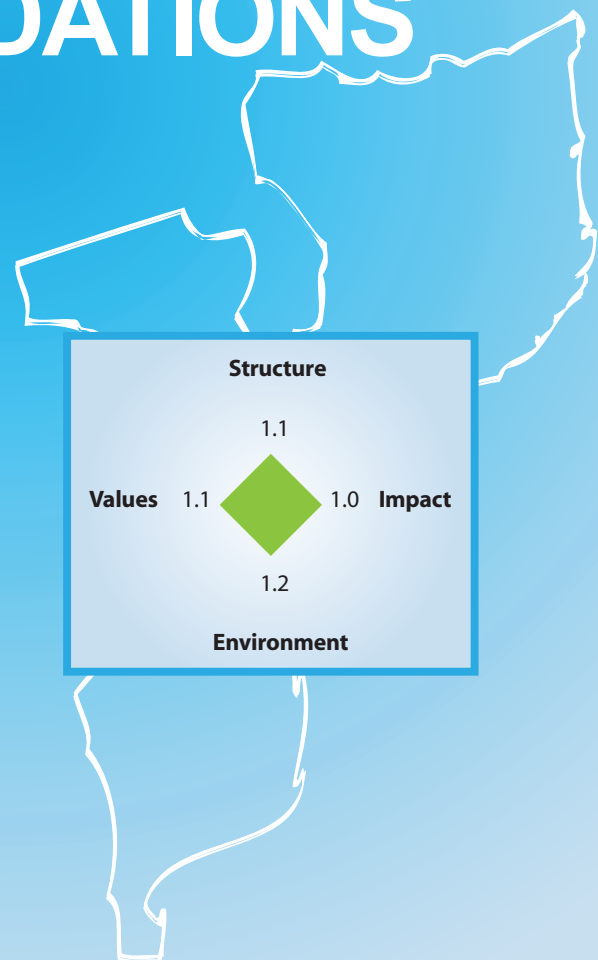 DATIONS
Structure
1.1
Values 1.1 1.0 Impact
1.2
Environment